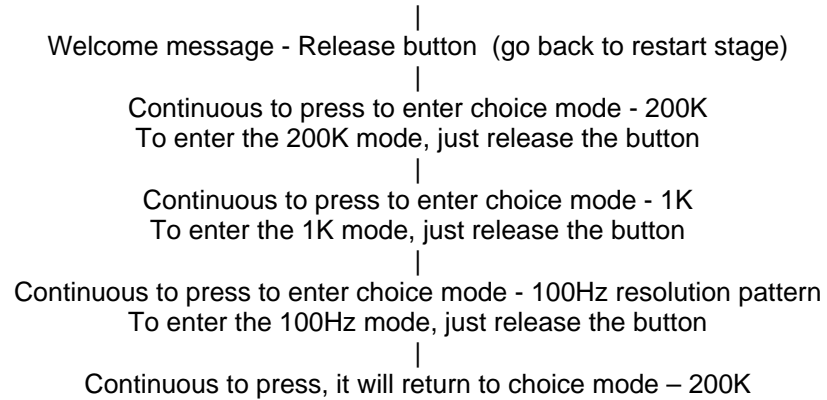 |
Welcome message - Release button (go back to restart stage)
|
Continuous to press to enter choice mode - 200K
To enter the 200K mode, just release the button
|
Continuous to press to enter choice mode - 1K
To enter the 1K mode, just release the button
|
Continuous to press to enter choice mode - 100Hz resolution pattern
To enter the 100Hz mode, just release the button
|
Continuous to press, it will return to choice mode – 200K